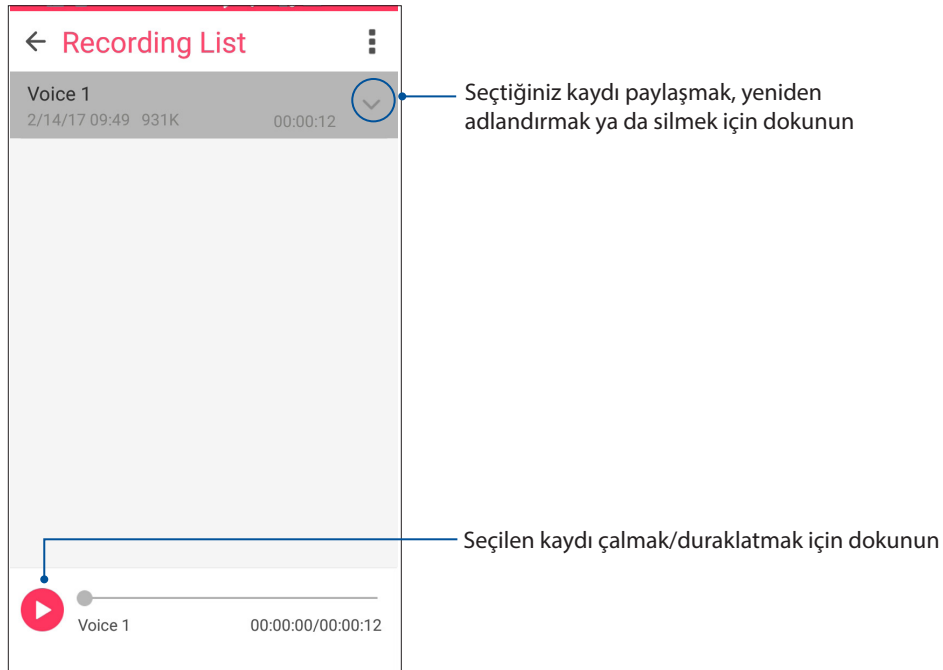 Recording List
Voice 1
2/14/17 09:49 931K 00:00:12
Seçtiğiniz kaydı paylaşmak, yeniden
adlandırmak ya da silmek için dokunun
Seçilen kaydı çalmak/duraklatmak için dokunun
Voice 1 00:00:00/00:00:12